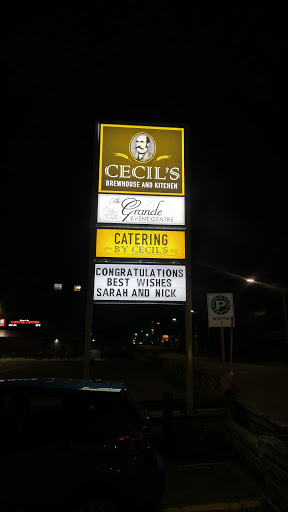 CECIL'S
BREWHOUSE AND KITCHEN
The Grande
EVENT CENTRE
CATERING
BY CECIL'S
CONGRATULATIONS
BEST WISHES
SARAH AND NICK
P